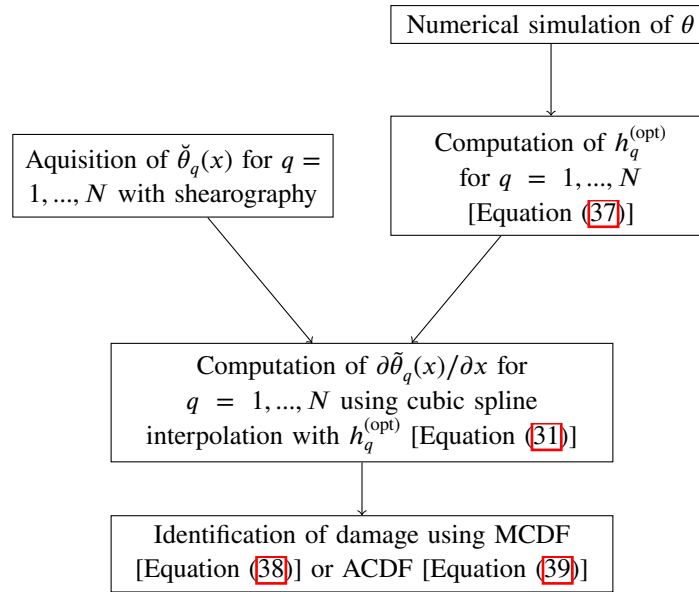 Numerical simulation of θ
Aquisition of θ̆_q(x) for q =
1, ..., N with shearography
Computation of h_q^(opt)
for q = 1, ..., N
[Equation (37)]
Computation of ∂θ̃_q(x)/∂x for
q = 1, ..., N using cubic spline
interpolation with h_q^(opt) [Equation (31)]
Identification of damage using MCDF
[Equation (38)] or ACDF [Equation (39)]